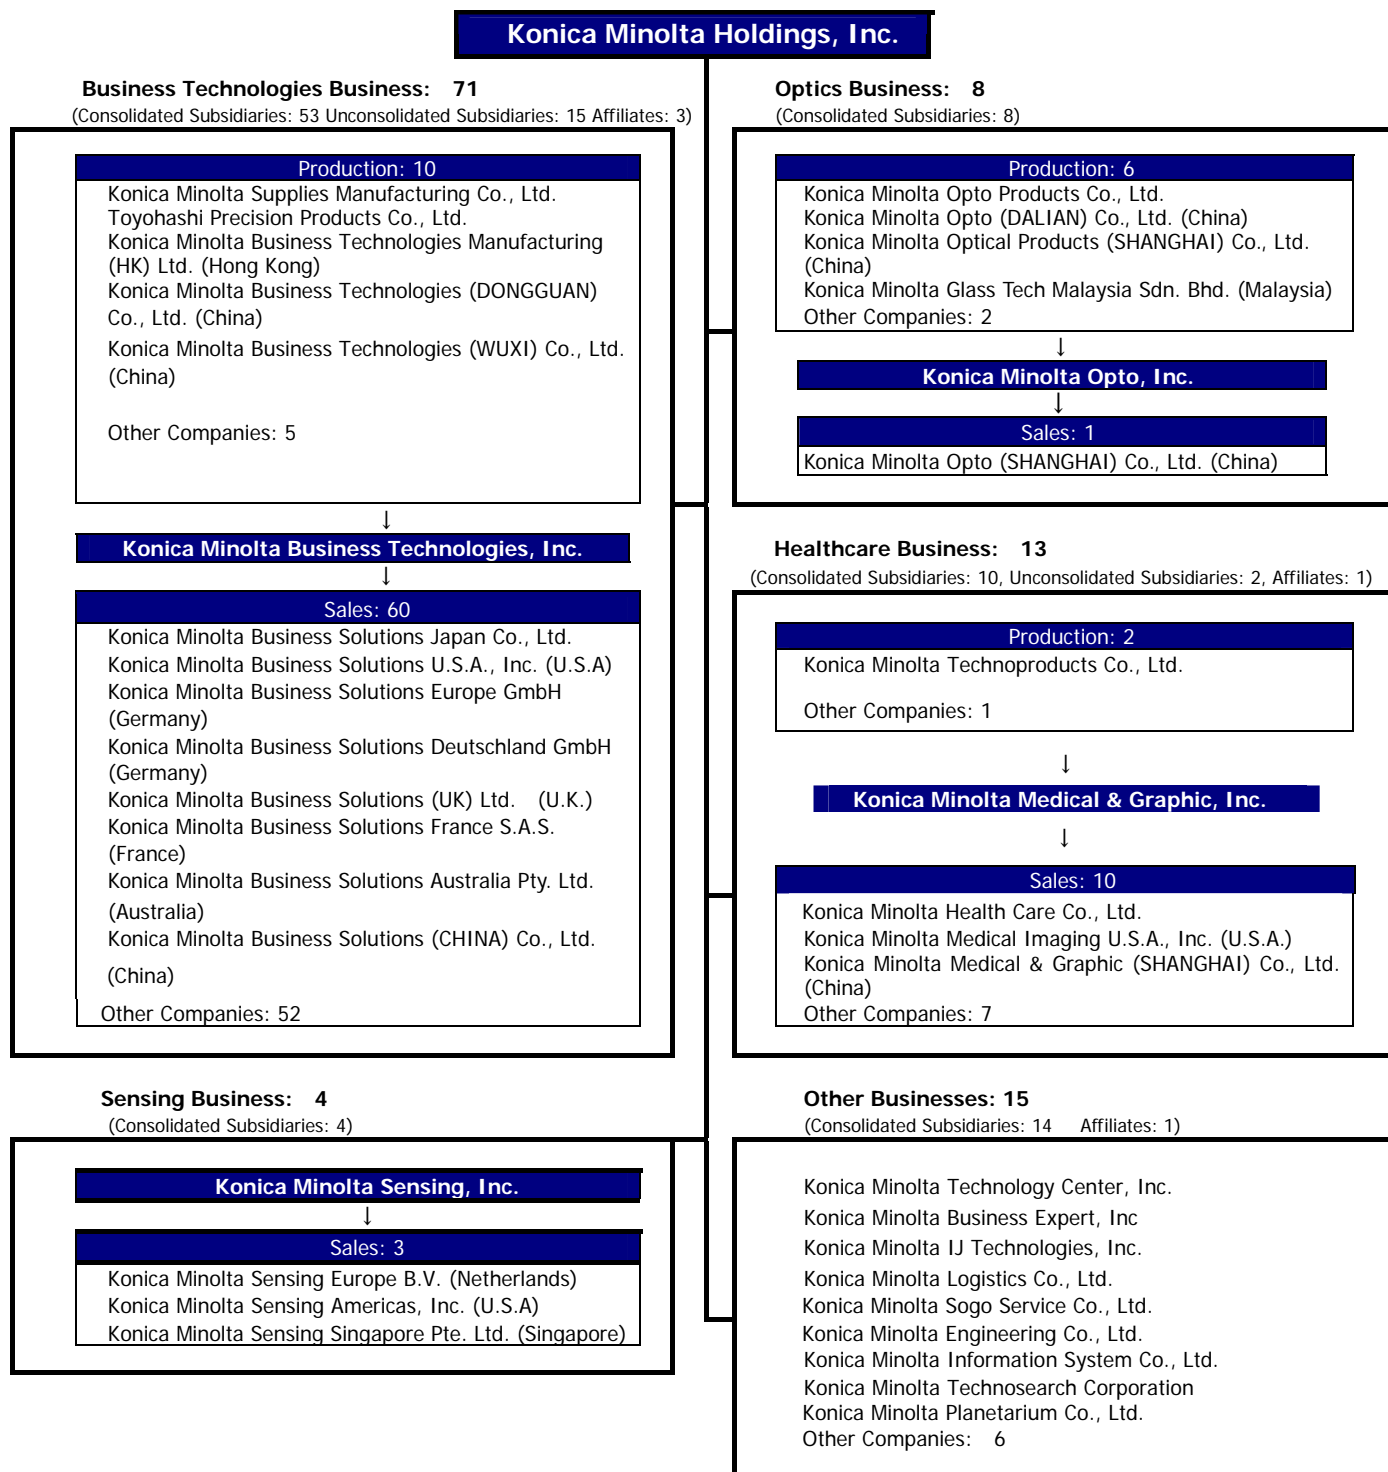 Konica Minolta Holdings, Inc.
Business Technologies Business: 71
(Consolidated Subsidiaries: 53 Unconsolidated Subsidiaries: 15 Affiliates: 3)
Production: 10
Konica Minolta Supplies Manufacturing Co., Ltd.
Toyohashi Precision Products Co., Ltd.
Konica Minolta Business Technologies Manufacturing
(HK) Ltd. (Hong Kong)
Konica Minolta Business Technologies (DONGGUAN)
Co., Ltd. (China)
Konica Minolta Business Technologies (WUXI) Co., Ltd.
(China)
Other Companies: 5
↓
Konica Minolta Business Technologies, Inc.
↓
Sales: 60
Konica Minolta Business Solutions Japan Co., Ltd.
Konica Minolta Business Solutions U.S.A., Inc. (U.S.A)
Konica Minolta Business Solutions Europe GmbH
(Germany)
Konica Minolta Business Solutions Deutschland GmbH
(Germany)
Konica Minolta Business Solutions (UK) Ltd. (U.K.)
Konica Minolta Business Solutions France S.A.S.
(France)
Konica Minolta Business Solutions Australia Pty. Ltd.
(Australia)
Konica Minolta Business Solutions (CHINA) Co., Ltd.
(China)
Other Companies: 52
Optics Business: 8
(Consolidated Subsidiaries: 8)
Production: 6
Konica Minolta Opto Products Co., Ltd.
Konica Minolta Opto (DALIAN) Co., Ltd. (China)
Konica Minolta Optical Products (SHANGHAI) Co., Ltd.
(China)
Konica Minolta Glass Tech Malaysia Sdn. Bhd. (Malaysia)
Other Companies: 2
↓
Konica Minolta Opto, Inc.
↓
Sales: 1
Konica Minolta Opto (SHANGHAI) Co., Ltd. (China)
Healthcare Business: 13
(Consolidated Subsidiaries: 10, Unconsolidated Subsidiaries: 2, Affiliates: 1)
Production: 2
Konica Minolta Technoproducts Co., Ltd.
Other Companies: 1
↓
Konica Minolta Medical & Graphic, Inc.
↓
Sales: 10
Konica Minolta Health Care Co., Ltd.
Konica Minolta Medical Imaging U.S.A., Inc. (U.S.A.)
Konica Minolta Medical & Graphic (SHANGHAI) Co., Ltd.
(China)
Other Companies: 7
Sensing Business: 4
(Consolidated Subsidiaries: 4)
Konica Minolta Sensing, Inc.
↓
Sales: 3
Konica Minolta Sensing Europe B.V. (Netherlands)
Konica Minolta Sensing Americas, Inc. (U.S.A)
Konica Minolta Sensing Singapore Pte. Ltd. (Singapore)
Other Businesses: 15
(Consolidated Subsidiaries: 14 Affiliates: 1)
Konica Minolta Technology Center, Inc.
Konica Minolta Business Expert, Inc
Konica Minolta IJ Technologies, Inc.
Konica Minolta Logistics Co., Ltd.
Konica Minolta Sogo Service Co., Ltd.
Konica Minolta Engineering Co., Ltd.
Konica Minolta Information System Co., Ltd.
Konica Minolta Technosearch Corporation
Konica Minolta Planetarium Co., Ltd.
Other Companies: 6